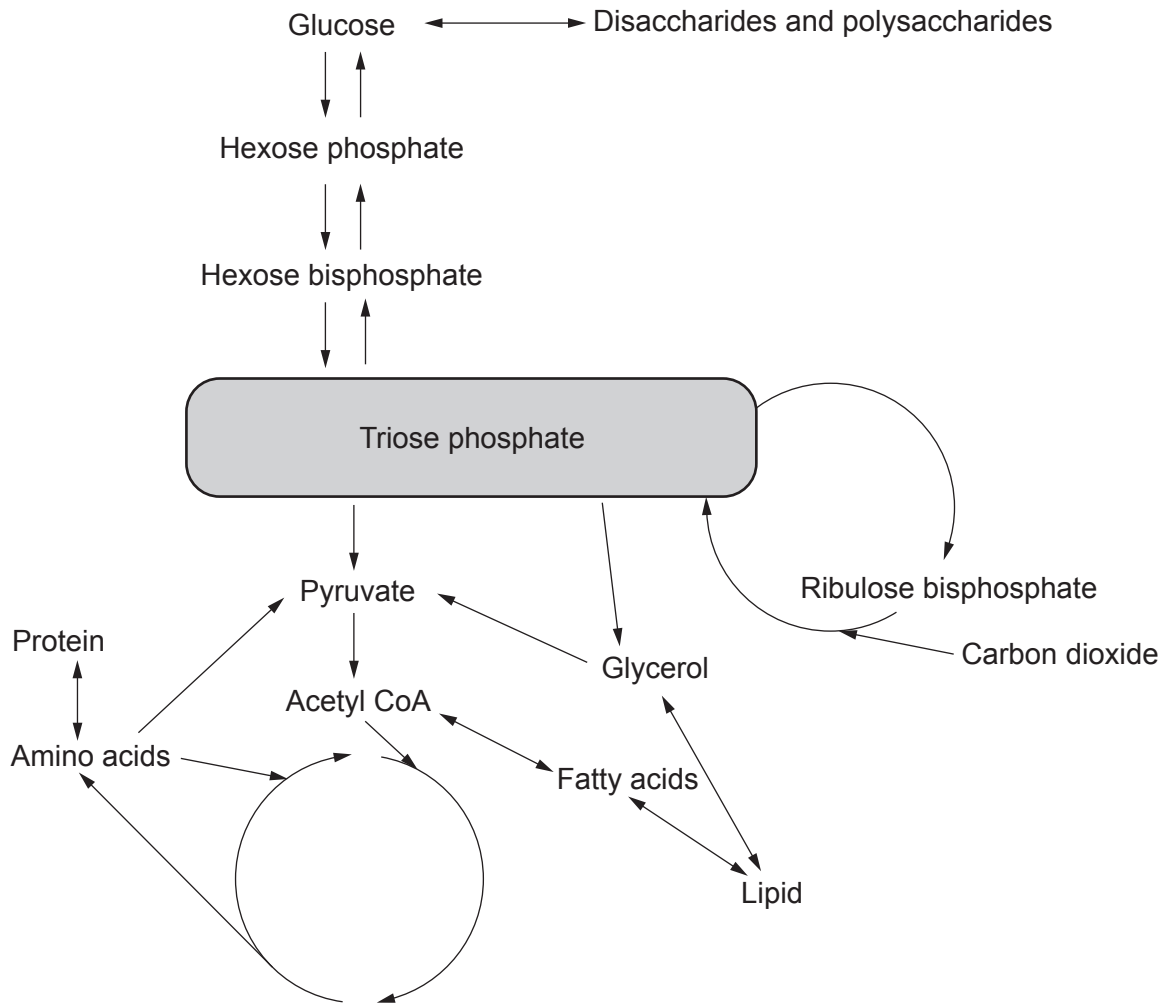 Glucose
Disaccharides and polysaccharides
Hexose phosphate
Hexose bisphosphate
Triose phosphate
Pyruvate
Ribulose bisphosphate
Protein
Carbon dioxide
Glycerol
Acetyl CoA
Amino acids
Fatty acids
Lipid